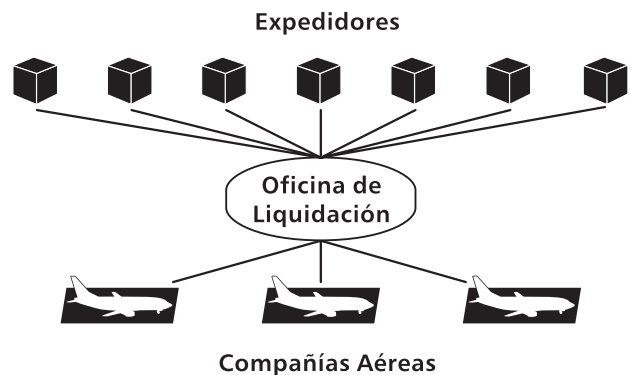 Expedidores
Oficina de
Liquidación
Compañías Aéreas